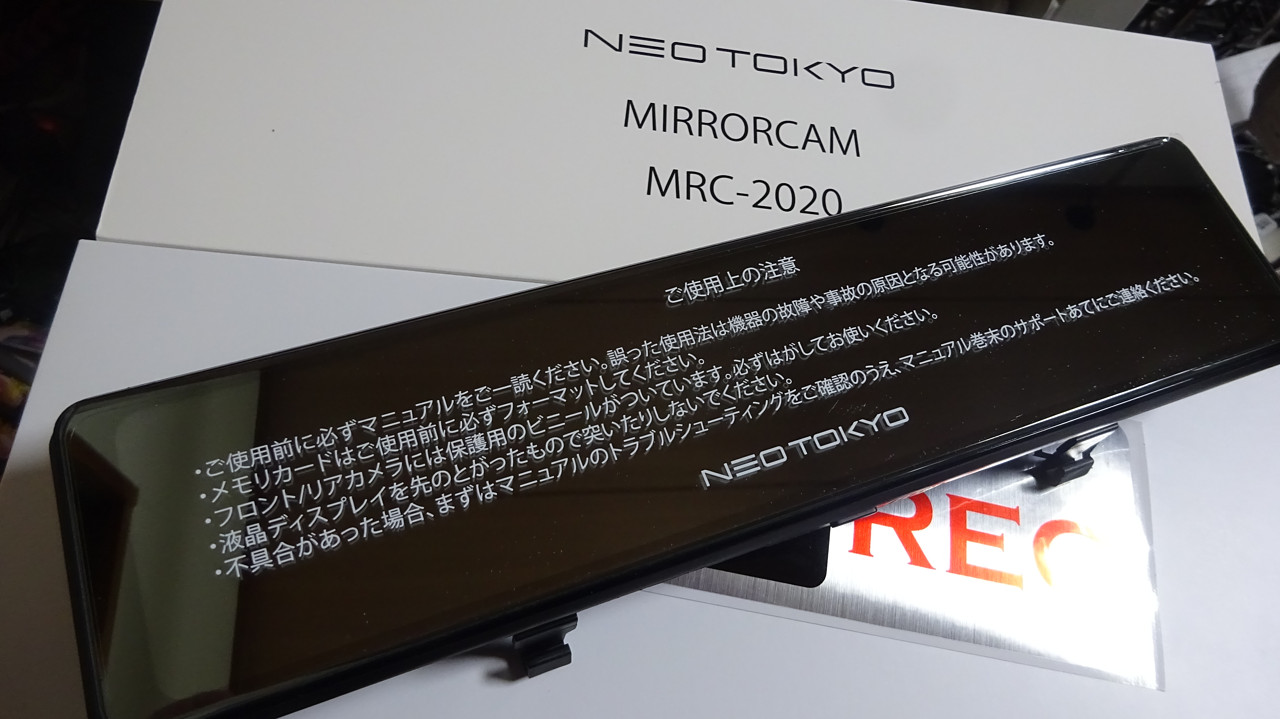 NEO TOKYO
MIRRORCAM
MRC-2020
ご使用上の注意
・ご使用前に必ずマニュアルをご一読ください。誤った使用法は機器の故障や事故の原因となる可能性があります。
・メモリカードはご使用前に必ずフォーマットしてください。
・フロント/リアカメラには保護用のビニールがついています。必ずはがしてお使いください。
・液晶ディスプレイを先のとがったもので突いたりしないでください。
・不具合があった場合、まずはマニュアルのトラブルシューティングをご確認のうえ、マニュアル巻末のサポートあてにご連絡ください。
NEO TOKYO
REC